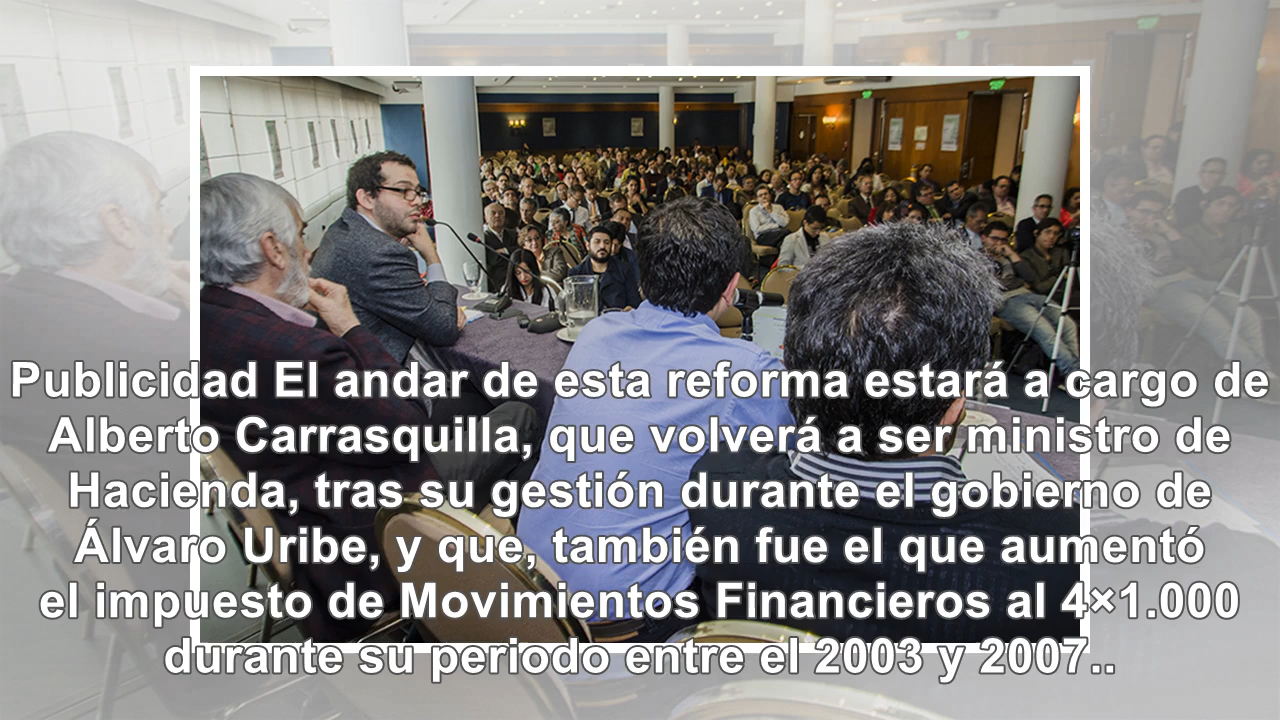 Publicidad El andar de esta reforma estará a cargo de
Alberto Carrasquilla, que volverá a ser ministro de
Hacienda, tras su gestión durante el gobierno de
Álvaro Uribe, y que, también fue el que aumentó
el impuesto de Movimientos Financieros al 4×1.000
durante su periodo entre el 2003 y 2007..